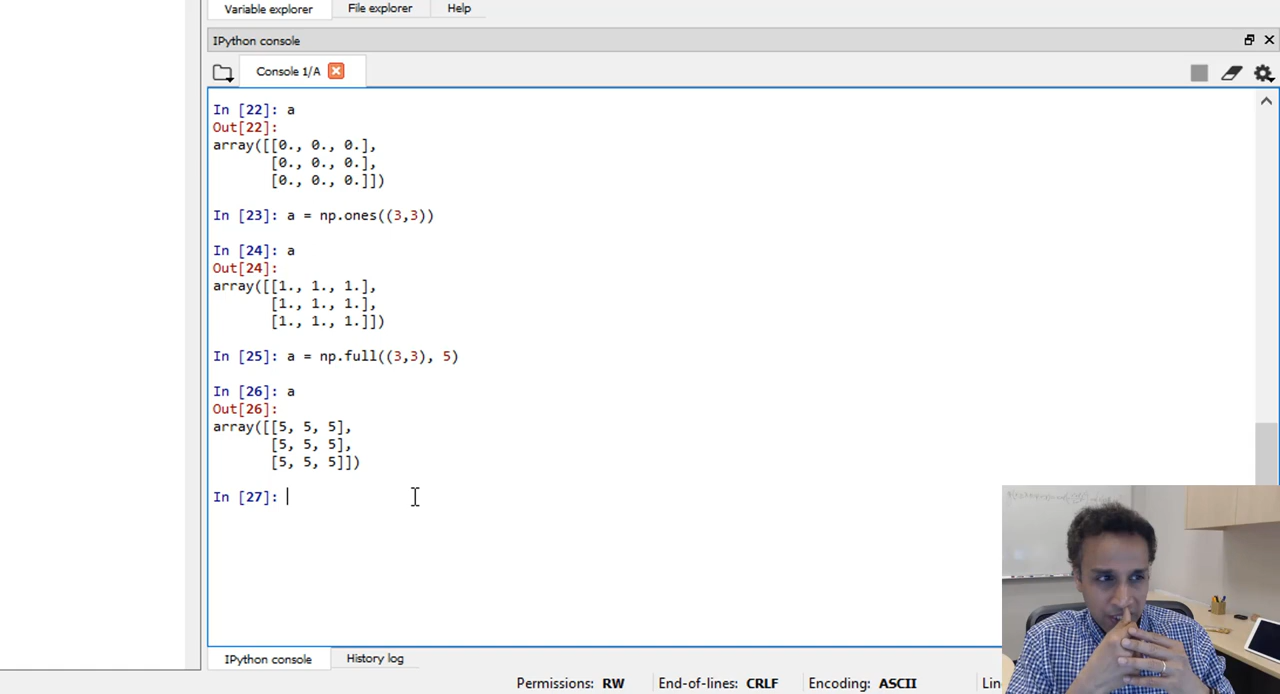 Variable explorer File explorer Help
IPython console
Console 1/A
In [22]: a
Out[22]:
array([[0., 0., 0.],
[0., 0., 0.],
[0., 0., 0.]])
In [23]: a = np.ones((3,3))
In [24]: a
Out[24]:
array([[1., 1., 1.],
[1., 1., 1.],
[1., 1., 1.]])
In [25]: a = np.full((3,3), 5)
In [26]: a
Out[26]:
array([[5, 5, 5],
[5, 5, 5],
[5, 5, 5]])
In [27]:
IPython console History log
Permissions: RW End-of-lines: CRLF Encoding: ASCII